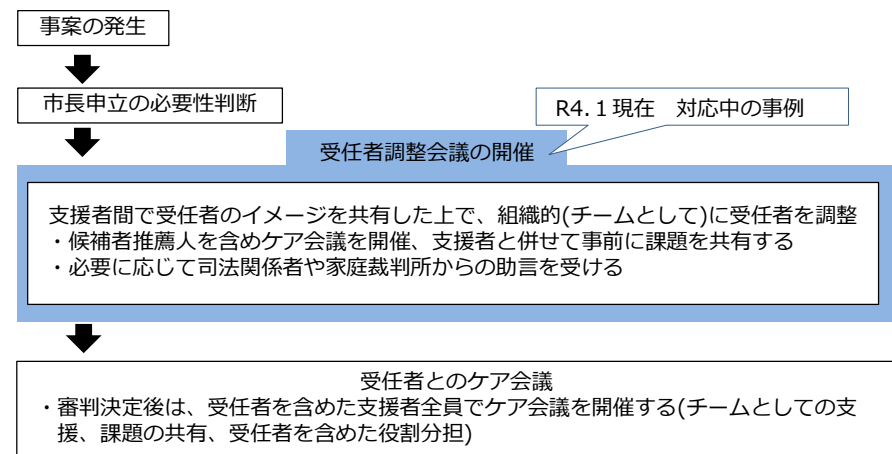 事案の発生
市長申立の必要性判断
R4.1現在　対応中の事例
受任者調整会議の開催
支援者間で受任者のイメージを共有した上で、組織的(チームとして)に受任者を調整
・候補者推薦人を含めケア会議を開催、支援者と併せて事前に課題を共有する
・必要に応じて司法関係者や家庭裁判所からの助言を受ける
受任者とのケア会議
・審判決定後は、受任者を含めた支援者全員でケア会議を開催する(チームとしての支
援、課題の共有、受任者を含めた役割分担)